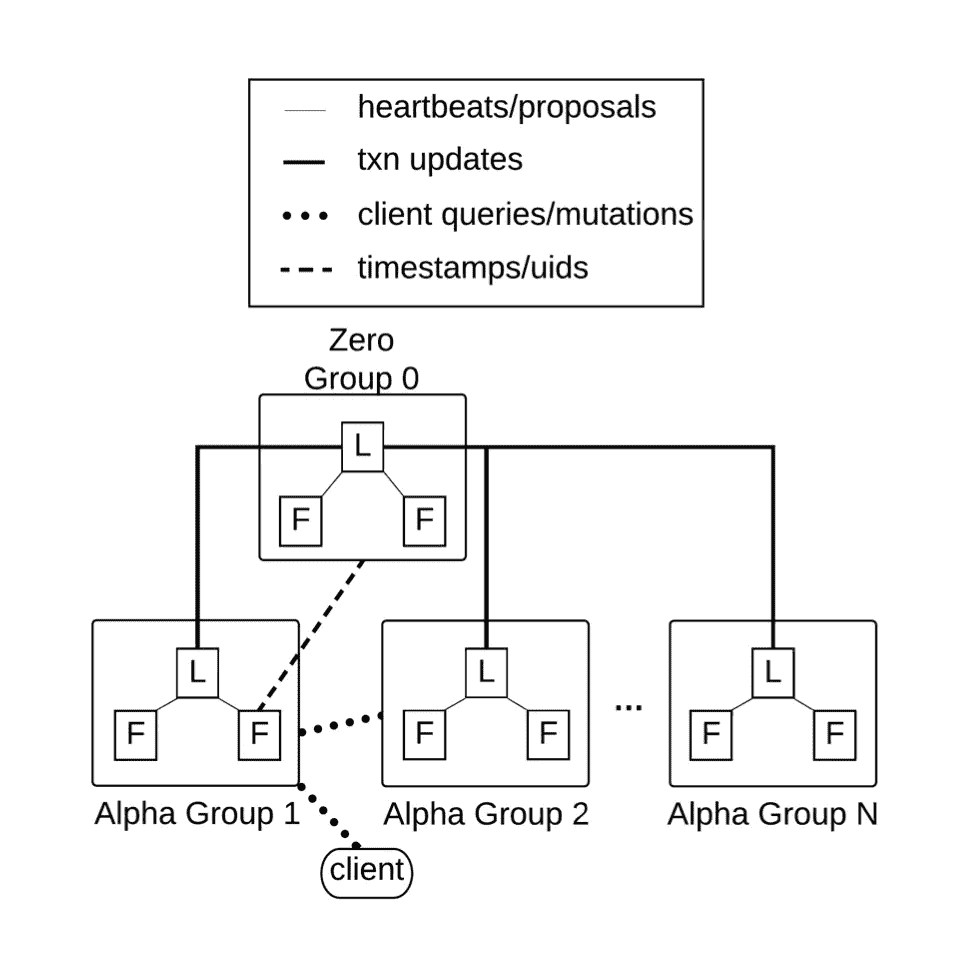 heartbeats/proposals
txn updates
client queries/mutations
timestamps/uids
Zero
Group 0
L
F F
L L L
F F F F ... F F
Alpha Group 1 Alpha Group 2 Alpha Group N
client